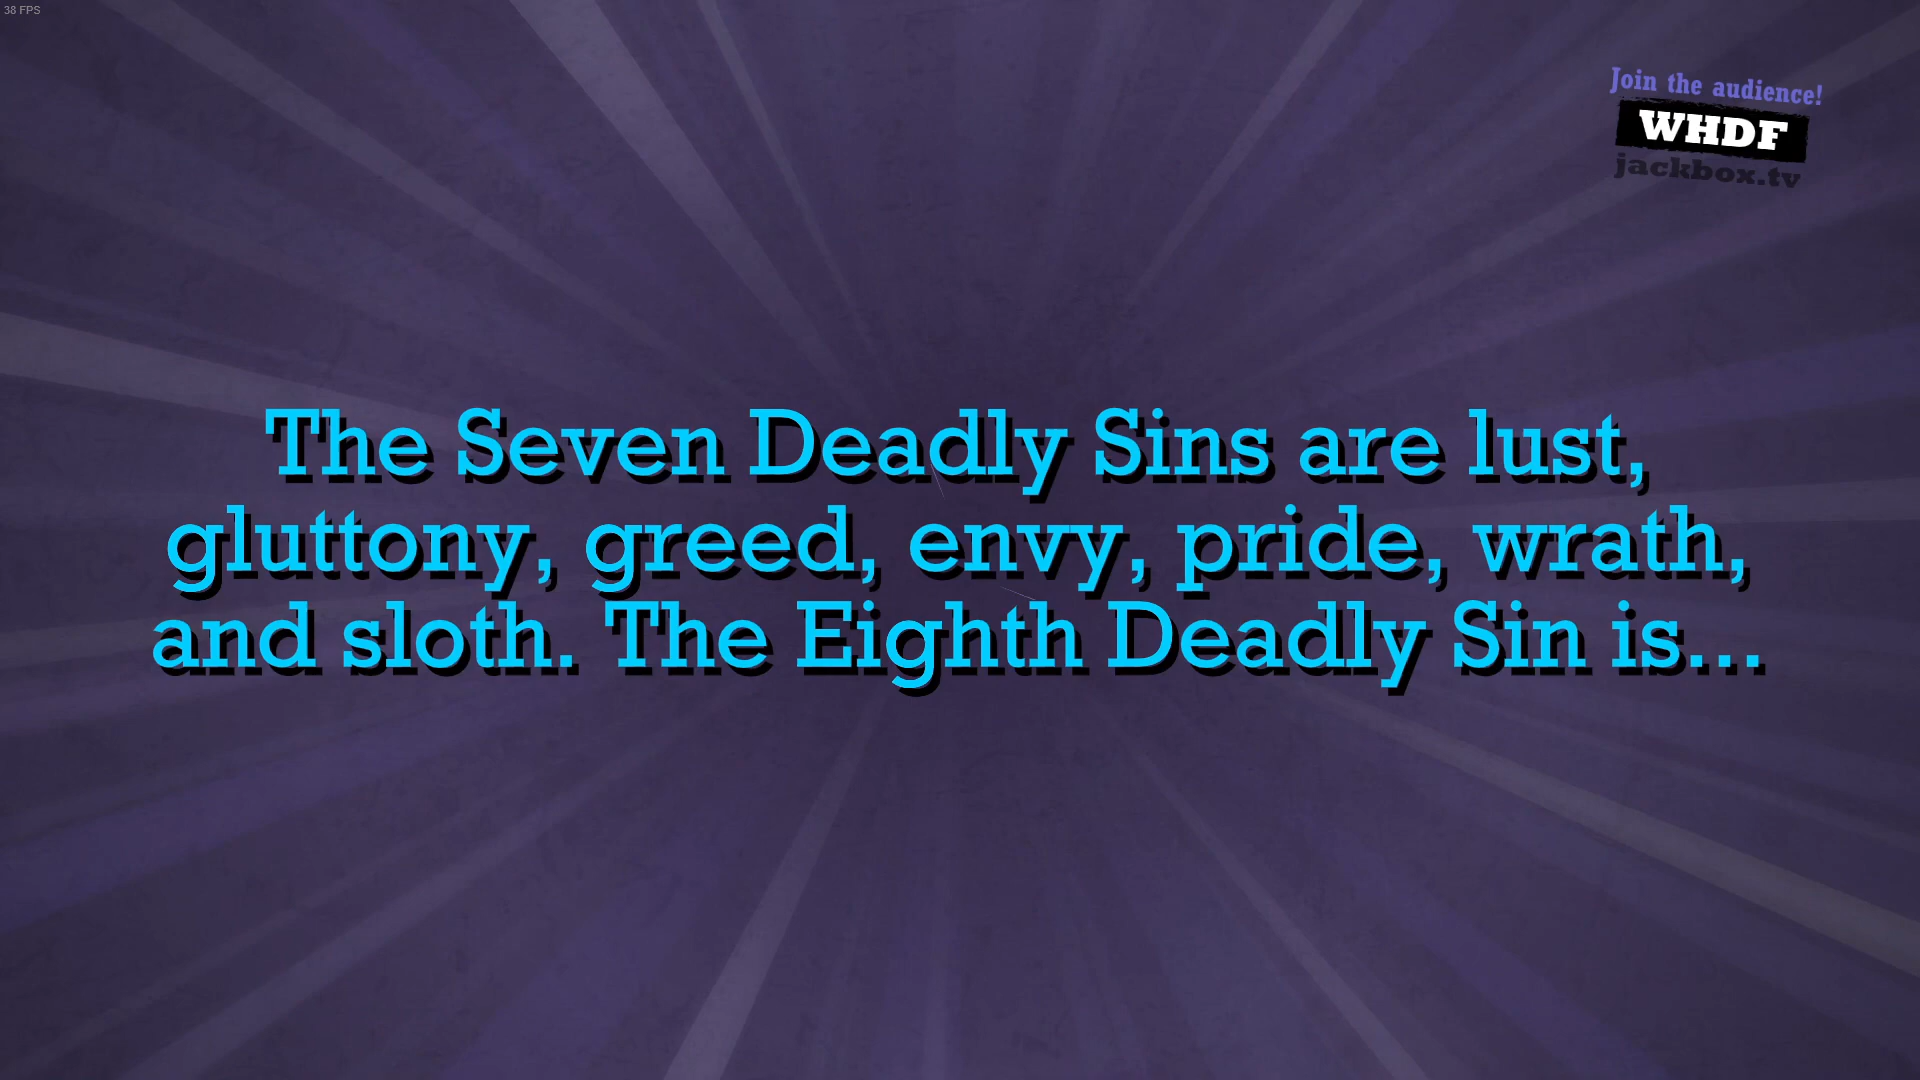 38 FPS
Join the audience!
WHDF
jackbox.tv
The Seven Deadly Sins are lust,
gluttony, greed, envy, pride, wrath,
and sloth. The Eighth Deadly Sin is...